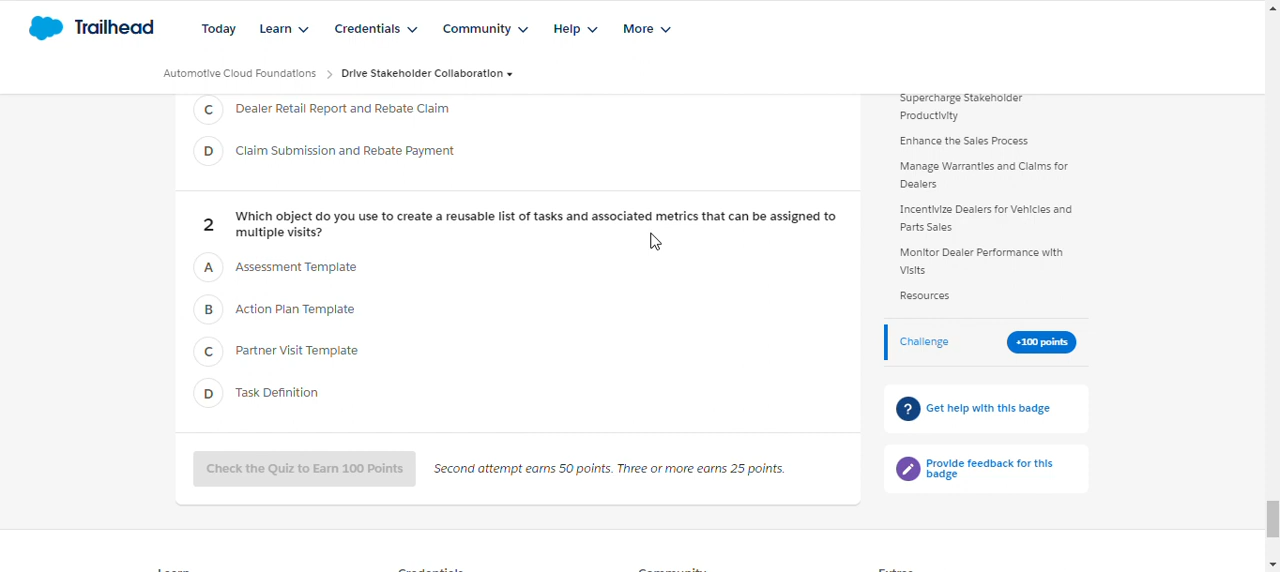 Trailhead
Today Learn Credentials Community Help More
Automotive Cloud Foundations Drive Stakeholder Collaboration
C Dealer Retail Report and Rebate Claim
D Claim Submission and Rebate Payment
2 Which object do you use to create a reusable list of tasks and associated metrics that can be assigned to
multiple visits?
A Assessment Template
B Action Plan Template
C Partner Visit Template
D Task Definition
Check the Quiz to Earn 100 Points Second attempt earns 50 points. Three or more earns 25 points.
Supercharge Stakeholder
Productivity
Enhance the Sales Process
Manage Warranties and Claims for
Dealers
Incentivize Dealers for Vehicles and
Parts Sales
Monitor Dealer Performance with
Visits
Resources
Challenge +100 points
? Get help with this badge
Provide feedback for this
badge
Learn Credentials Community Extras